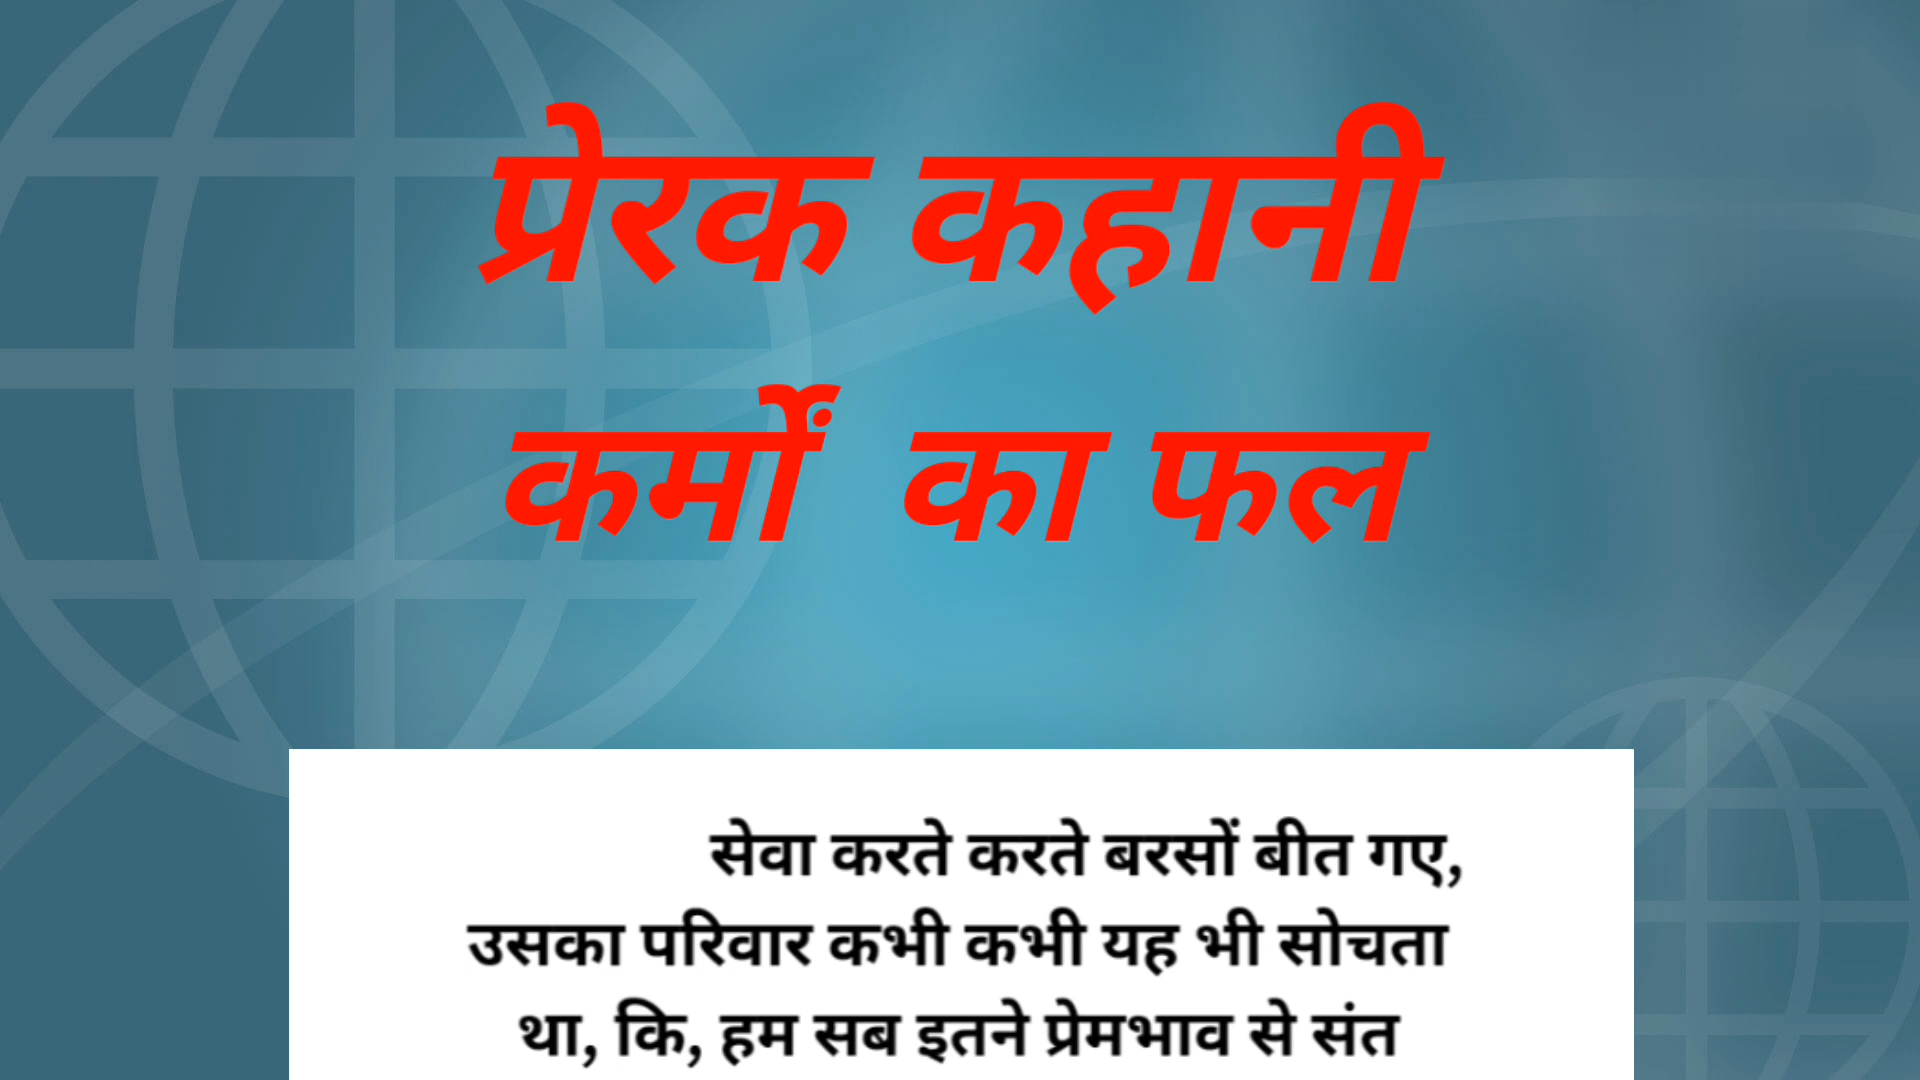 प्रेरक कहानी
कर्मों का फल
सेवा करते करते बरसों बीत गए,
उसका परिवार कभी कभी यह भी सोचता
था, कि, हम सब इतने प्रेमभाव से संत